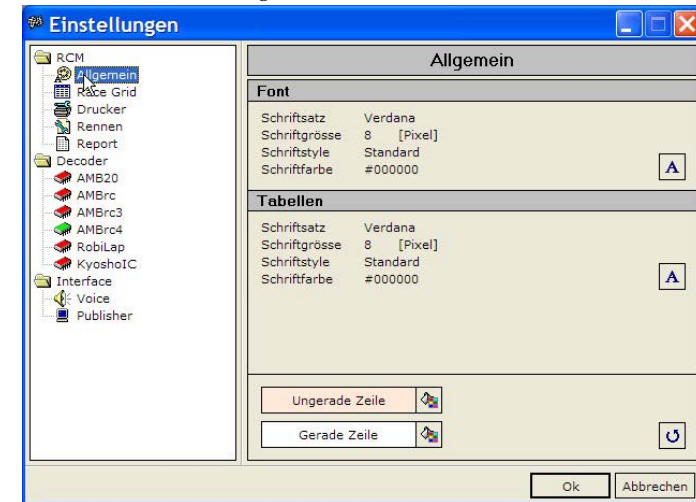 Einstellungen
RCM
Allgemein
Race Grid
Drucker
Rennen
Report
Decoder
AMB20
AMBrc
AMBrc3
AMBrc4
RobiLap
KyoshoIC
Interface
Voice
Publisher
Allgemein
Font
Schriftsatz Verdana
Schriftgrösse 8 [Pixel]
Schriftstyle Standard
Schriftfarbe #000000
A
Tabellen
Schriftsatz Verdana
Schriftgrösse 8 [Pixel]
Schriftstyle Standard
Schriftfarbe #000000
A
Ungerade Zeile
Gerade Zeile
Ok Abbrechen